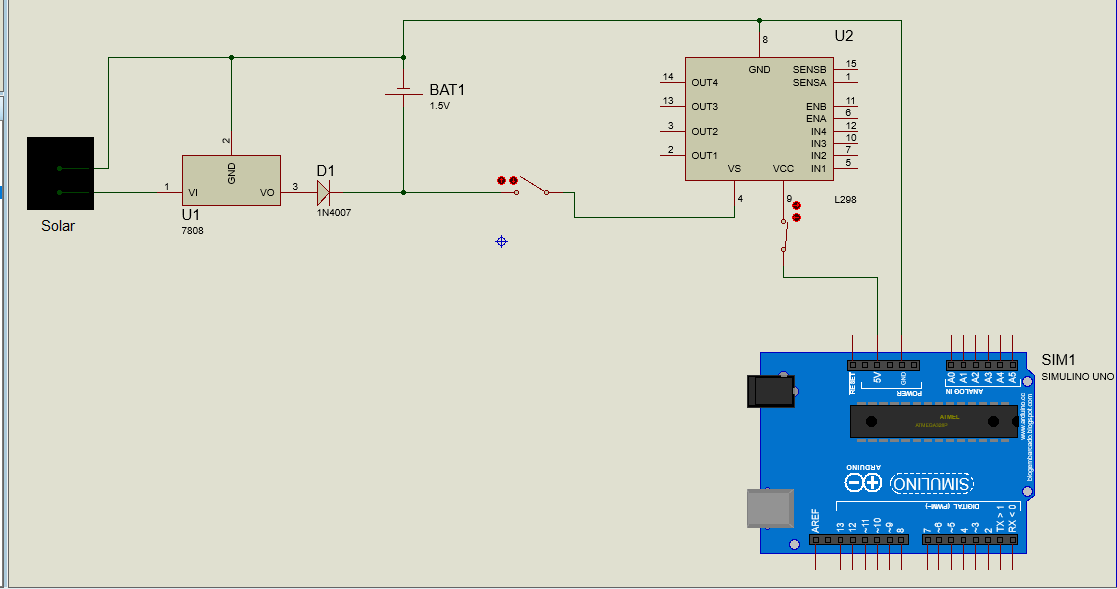 Solar
1
VI
U1
7808
2
GND
VO
3
D1
1N4007
BAT1
1.5V
U2
8
GND
14
OUT4
13
OUT3
3
OUT2
2
OUT1
SENSB
15
SENSA
1
ENB
11
ENA
6
IN4
12
IN3
10
IN2
7
IN1
5
VS
VCC
4
9
L298
SIM1
SIMULINO UNO
RESET
5V
GND
POWER
A0
A1
A2
A3
A4
A5
ANALOG IN
ATMEL
www.arduino.cc
ARDUINO
SIMULINO
DIGITAL (PWM~)
AREF
13
12
~11
~10
~9
8
7
~6
~5
4
~3
2
TX > 1
RX < 0